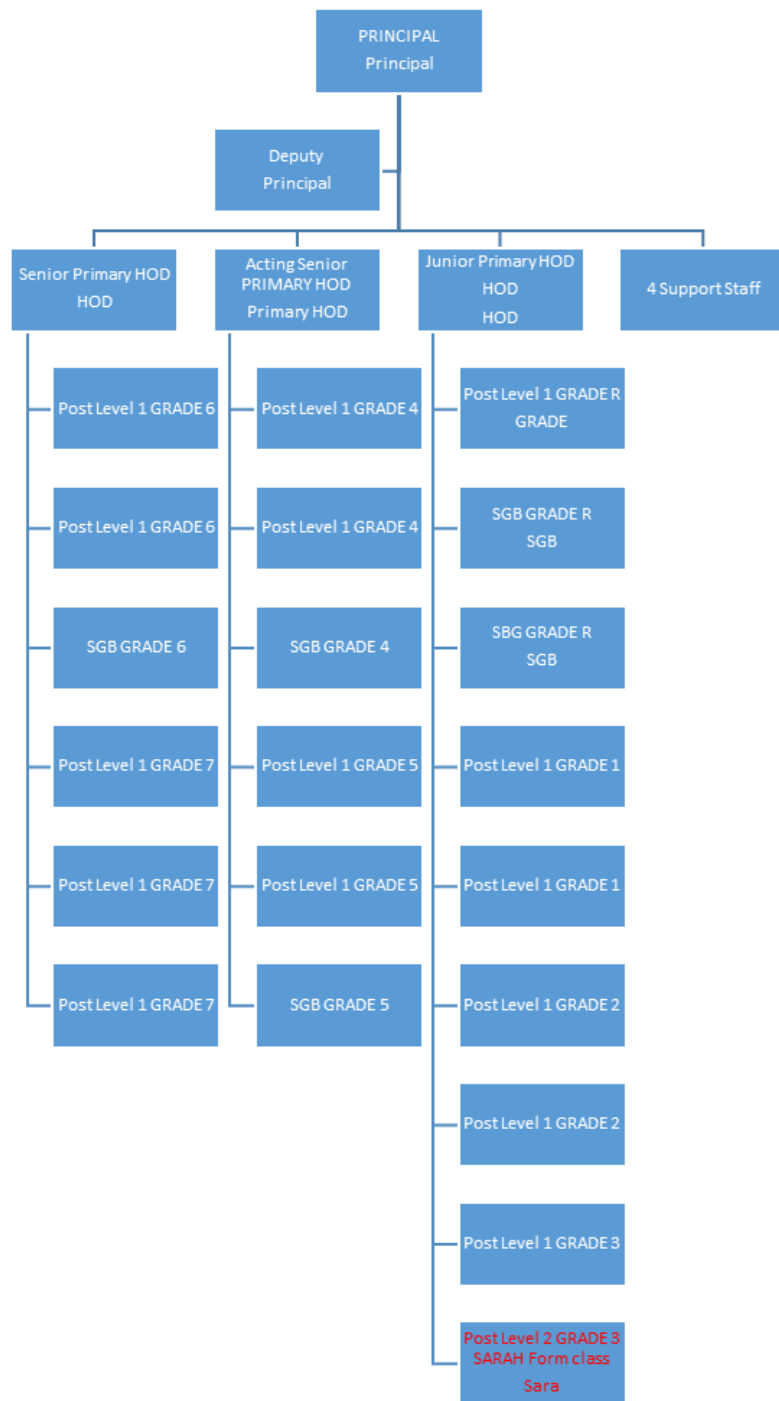 PRINCIPAL
Principal
Deputy
Principal
Senior Primary HOD
HOD
Acting Senior
PRIMARY HOD
Primary HOD
Junior Primary HOD
HOD
HOD
4 Support Staff
Post Level 1 GRADE 6
Post Level 1 GRADE 6
SGB GRADE 6
Post Level 1 GRADE 7
Post Level 1 GRADE 7
Post Level 1 GRADE 7
Post Level 1 GRADE 4
Post Level 1 GRADE 4
SGB GRADE 4
Post Level 1 GRADE 5
Post Level 1 GRADE 5
SGB GRADE 5
Post Level 1 GRADE R
GRADE
SGB GRADE R
SGB
SBG GRADE R
SGB
Post Level 1 GRADE 1
Post Level 1 GRADE 1
Post Level 1 GRADE 2
Post Level 1 GRADE 2
Post Level 1 GRADE 3
Post Level 2 GRADE 3
SARAH Form class
Sara